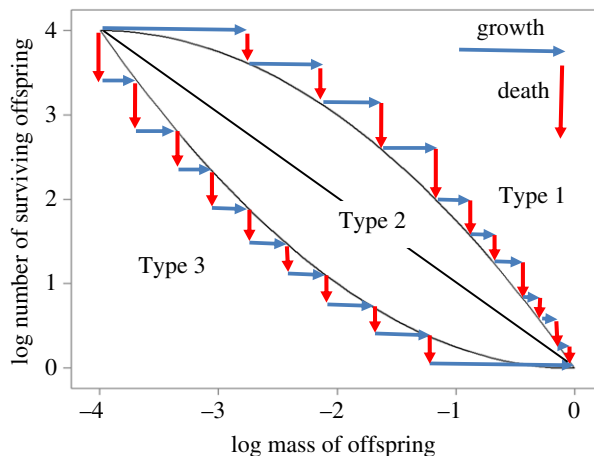 4
3
2
1
0
–4
–3
–2
–1
0
log number of surviving offspring
log mass of offspring
growth
death
Type 1
Type 2
Type 3